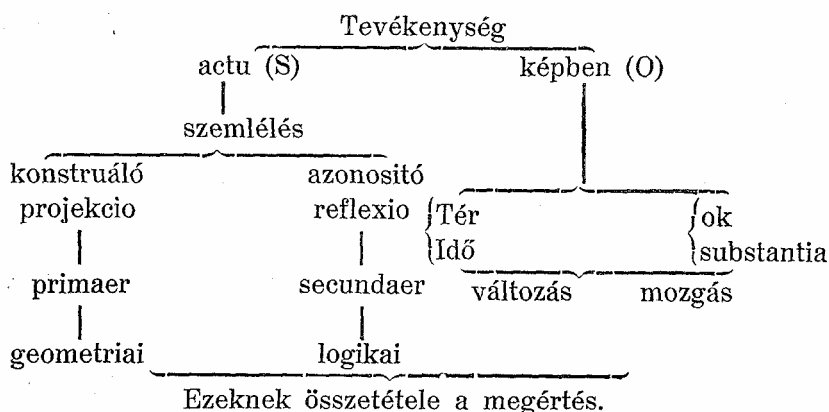 Tevékenység
actu (S) képben (O)
szemlélés
konstruáló azonositó
projekcio reflexio Tér ok
Idő substantia
primaer secundaer változás mozgás
geometriai logikai
Ezeknek összetétele a megértés.